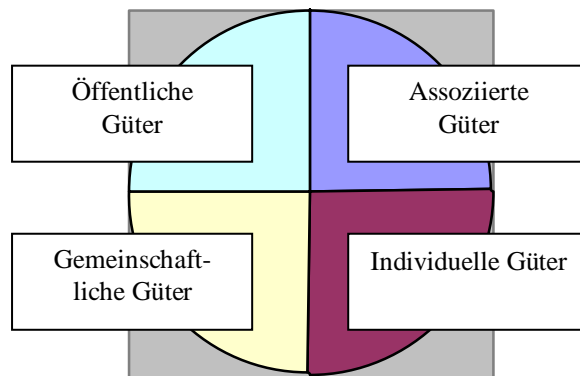 Öffentliche
Güter
Assoziierte
Güter
Gemeinschaft-
liche Güter
Individuelle Güter